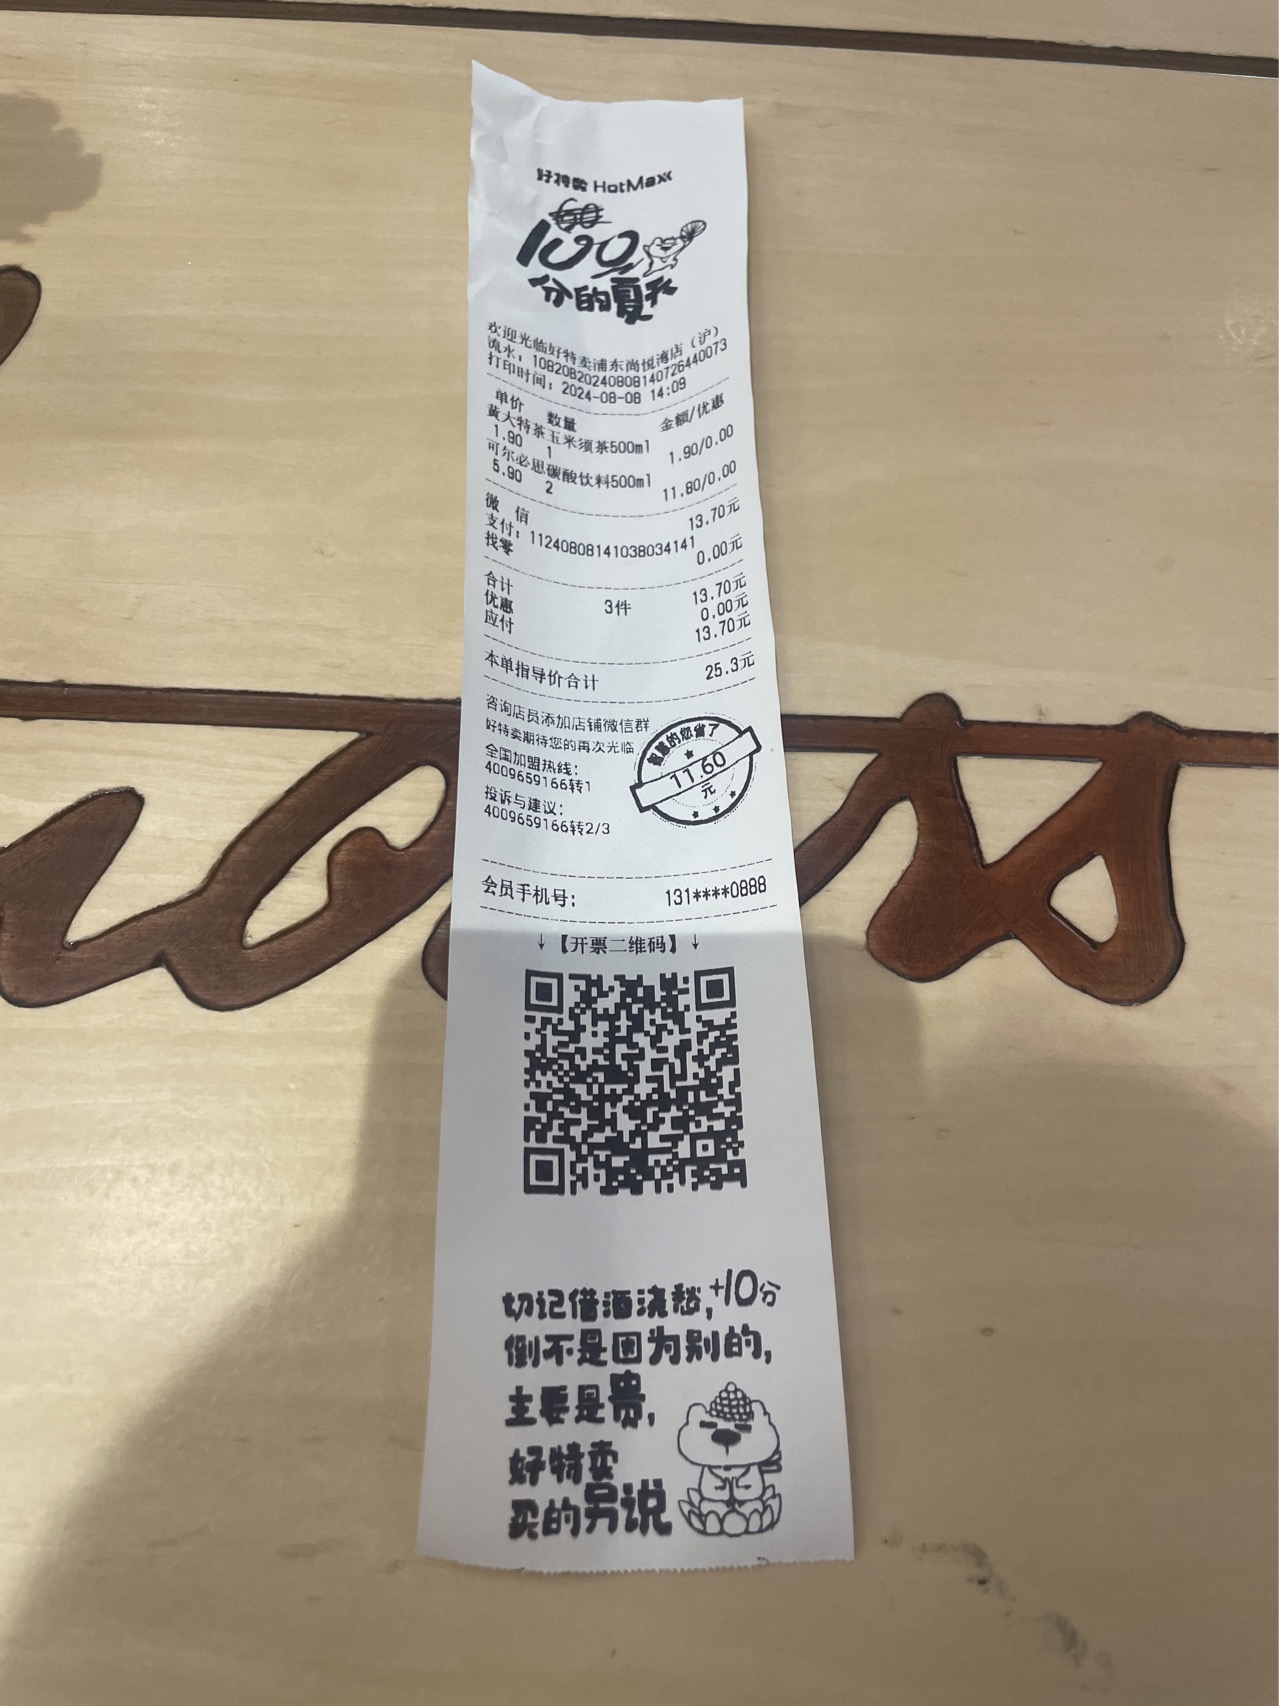 好特卖 HotMaxx
60
100
分的夏天
欢迎光临好特卖浦东尚悦湾店（沪）
流水：108208202408081407264400​73
打印时间：2024-08-08 14:09
单价 数量 金额/优惠
黄大特茶玉米须茶500ml
1.90 1 1.90/0.00
可尔必思碳酸饮料500ml
5.90 2 11.80/0.00
微 信 13.70元
支付：11240808141038034141
找零 0.00元
合计 3件 13.70元
优惠 0.00元
应付 13.70元
本单指导价合计 25.3元
咨询店员添加店铺微信群
好特卖期待您的再次光临
全国加盟热线：
4009659166转1
投诉与建议：
4009659166转2/3
智慧的您省了
11.60
元
会员手机号： 131****0888
↓【开票二维码】↓
切记借酒浇愁，+10分
倒不是因为别的，
主要是贵，
好特卖
买的另说